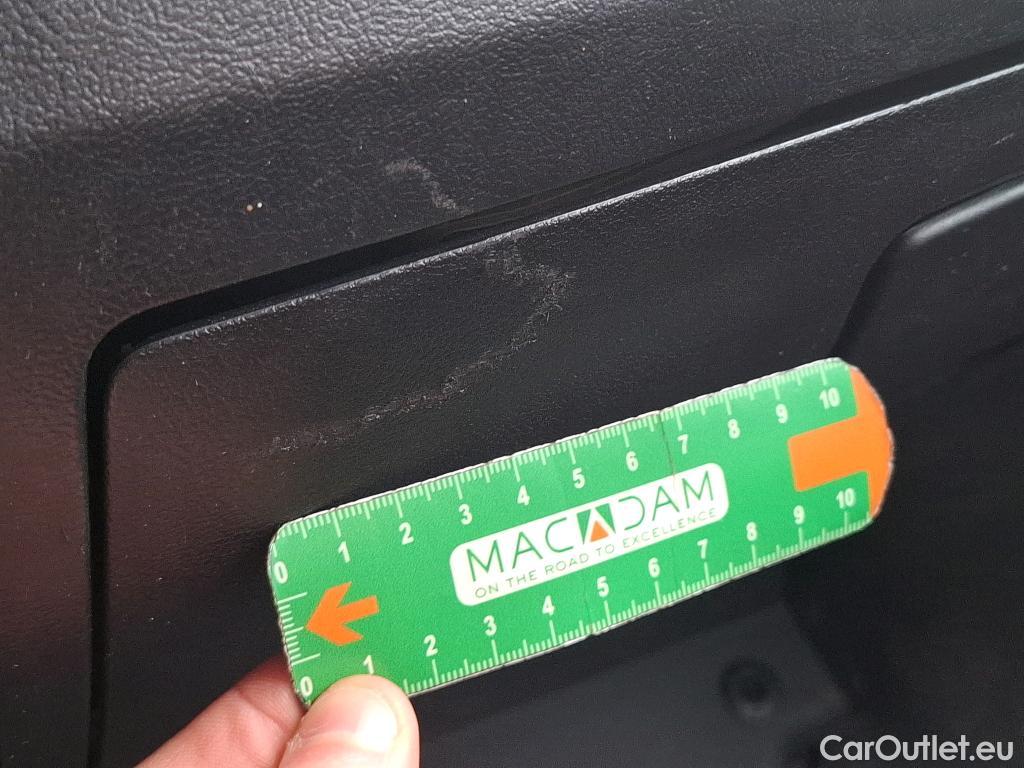 0 1 2 3 4 5 6 7 8 9 10
MACADAM
ON THE ROAD TO EXCELLENCE
0 1 2 3 4 5 6 7 8 9 10
CarOutlet.eu